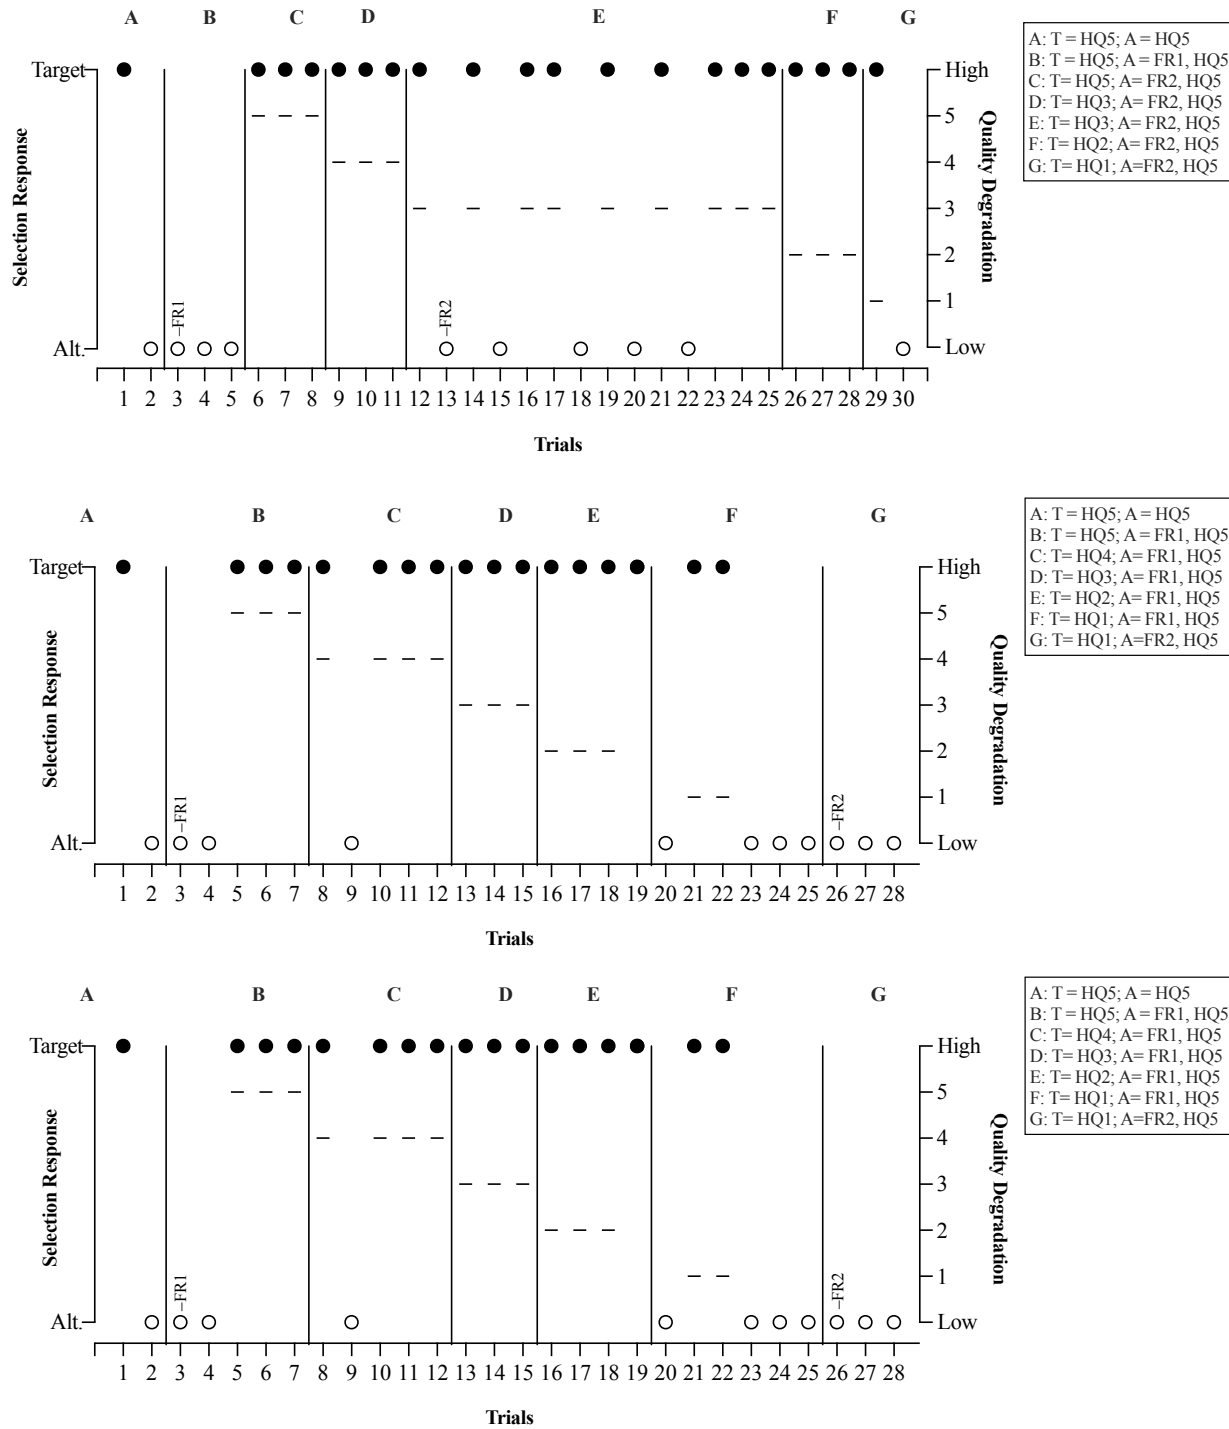 A B C D E F G
Target
High
5
4
3
2
1
Low
Alt.
Selection Response
Quality Degradation
–FR1
–FR2
1 2 3 4 5 6 7 8 9 10 11 12 13 14 15 16 17 18 19 20 21 22 23 24 25 26 27 28 29 30
Trials
A: T = HQ5; A = HQ5
B: T = HQ5; A = FR1, HQ5
C: T= HQ5; A= FR2, HQ5
D: T= HQ3; A= FR2, HQ5
E: T= HQ3; A= FR2, HQ5
F: T= HQ2; A= FR2, HQ5
G: T= HQ1; A=FR2, HQ5
A B C D E F G
Target
High
5
4
3
2
1
Low
Alt.
Selection Response
Quality Degradation
–FR1
–FR2
1 2 3 4 5 6 7 8 9 10 11 12 13 14 15 16 17 18 19 20 21 22 23 24 25 26 27 28
Trials
A: T = HQ5; A = HQ5
B: T = HQ5; A = FR1, HQ5
C: T= HQ4; A= FR1, HQ5
D: T= HQ3; A= FR1, HQ5
E: T= HQ2; A= FR1, HQ5
F: T= HQ1; A= FR1, HQ5
G: T= HQ1; A=FR2, HQ5
A B C D E F G
Target
High
5
4
3
2
1
Low
Alt.
Selection Response
Quality Degradation
–FR1
–FR2
1 2 3 4 5 6 7 8 9 10 11 12 13 14 15 16 17 18 19 20 21 22 23 24 25 26 27 28
Trials
A: T = HQ5; A = HQ5
B: T = HQ5; A = FR1, HQ5
C: T= HQ4; A= FR1, HQ5
D: T= HQ3; A= FR1, HQ5
E: T= HQ2; A= FR1, HQ5
F: T= HQ1; A= FR1, HQ5
G: T= HQ1; A=FR2, HQ5